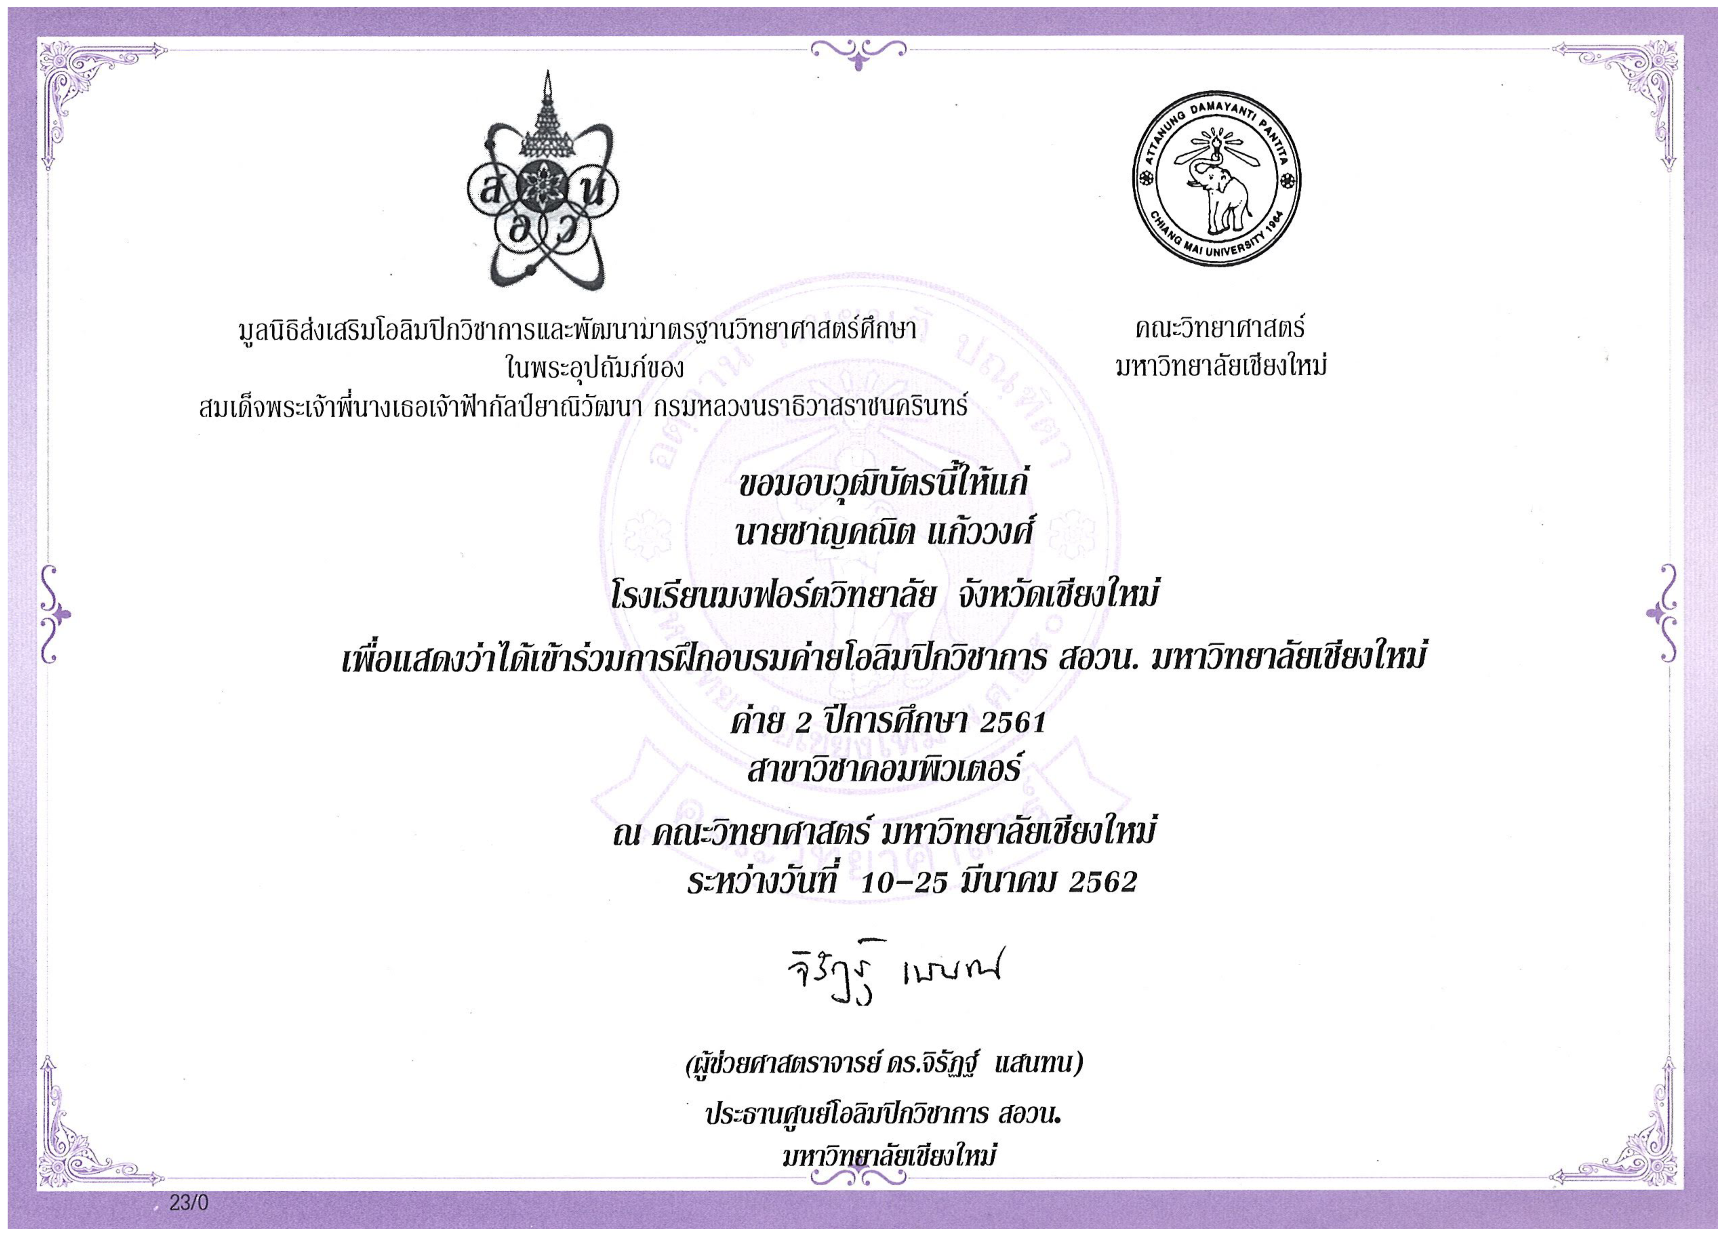 ส
น
อ
ว
ATTANUNG DAMAYANTI PANTITA
CHIANG MAI UNIVERSITY 1964
มูลนิธิส่งเสริมโอลิมปิกวิชาการและพัฒนามาตรฐานวิทยาศาสตร์ศึกษา
ในพระอุปถัมภ์ของ
สมเด็จพระเจ้าพี่นางเธอเจ้าฟ้ากัลป์ยาณิวัฒนา กรมหลวงนราธิวาสราชนครินทร์
คณะวิทยาศาสตร์
มหาวิทยาลัยเชียงใหม่
ขอมอบวุฒิบัตรนี้ให้แก่
นายชาญคณิต แก้ววงศ์
โรงเรียนมงฟอร์ตวิทยาลัย จังหวัดเชียงใหม่
เพื่อแสดงว่าได้เข้าร่วมการฝึกอบรมค่ายโอลิมปิกวิชาการ สอวน. มหาวิทยาลัยเชียงใหม่
ค่าย 2 ปีการศึกษา 2561
สาขาวิชาคอมพิวเตอร์
ณ คณะวิทยาศาสตร์ มหาวิทยาลัยเชียงใหม่
ระหว่างวันที่ 10-25 มีนาคม 2562
(ผู้ช่วยศาสตราจารย์ ดร.จิรัฏฐ์ แสนทน)
ประธานศูนย์โอลิมปิกวิชาการ สอวน.
มหาวิทยาลัยเชียงใหม่
23/0